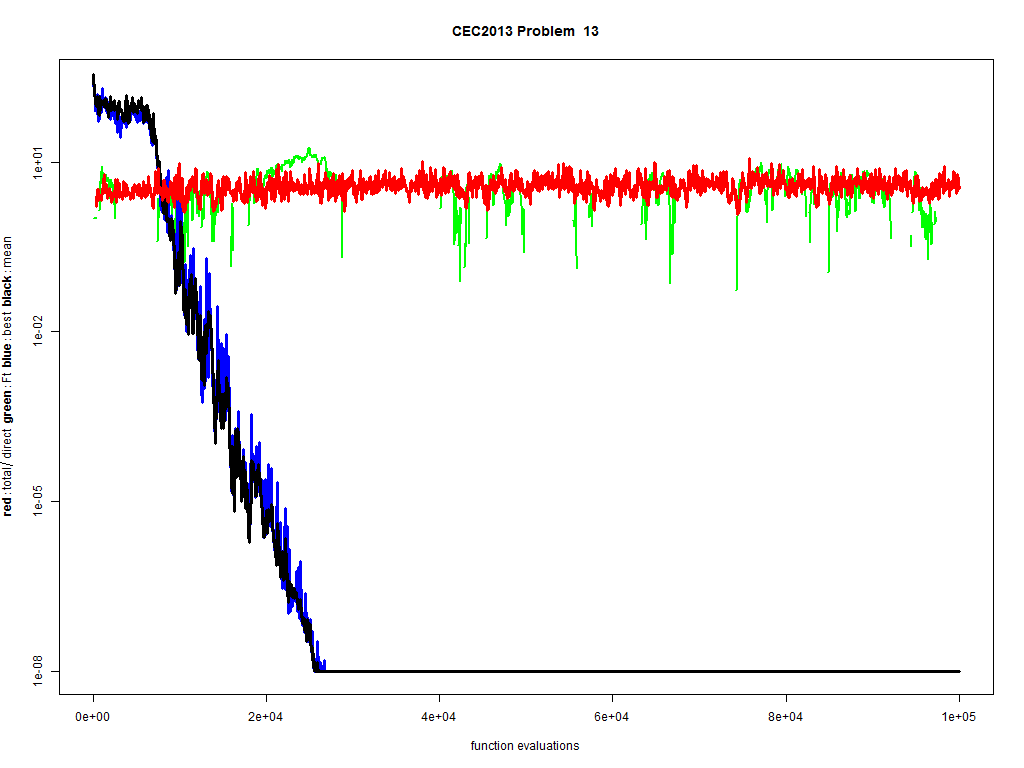 CEC2013 Problem  13
red : total/ direct green : Ft blue : best black : mean
1e+01
1e-02
1e-05
1e-08
0e+00
2e+04
4e+04
6e+04
8e+04
1e+05
function evaluations